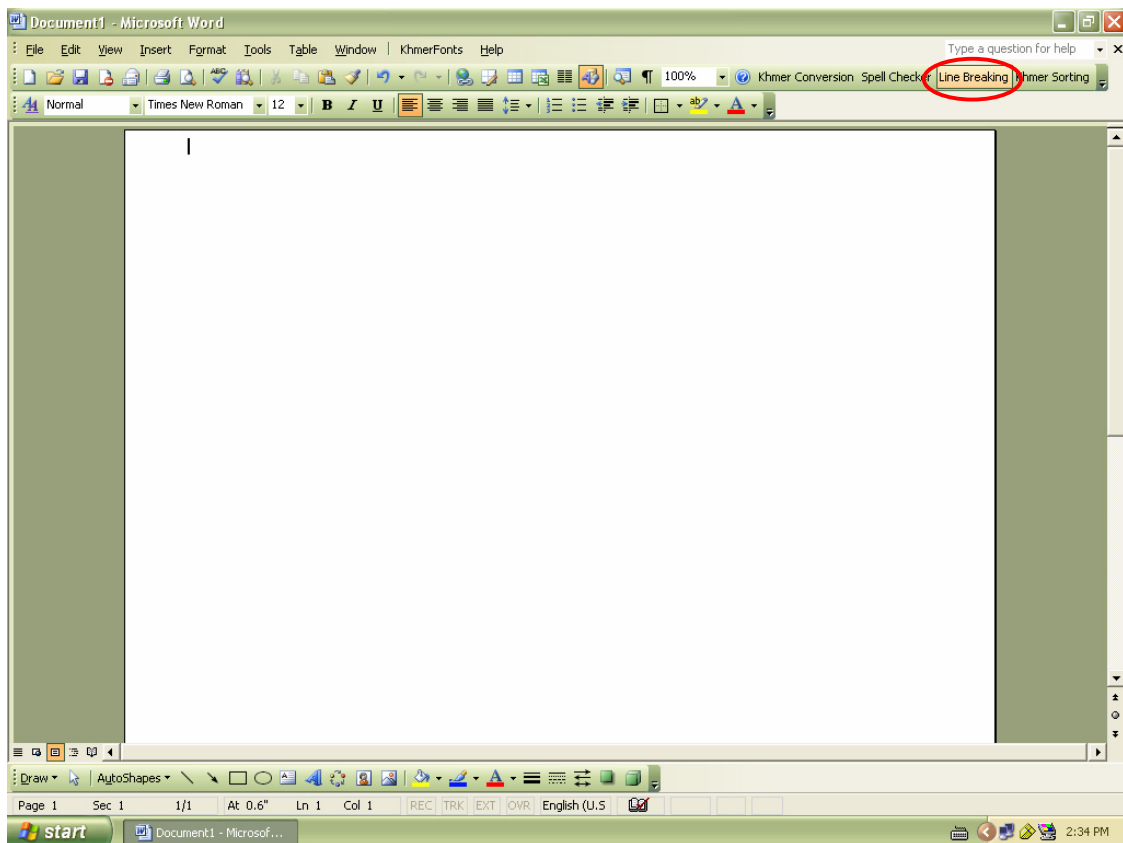 Document1 - Microsoft Word
File Edit View Insert Format Tools Table Window KhmerFonts Help Type a question for help
100% Khmer Conversion Spell Checker Line Breaking Khmer Sorting
Normal Times New Roman 12 B I U
Draw AutoShapes
Page 1 Sec 1 1/1 At 0.6" Ln 1 Col 1 REC TRK EXT OVR English (U.S
start Document1 - Microsof... 2:34 PM